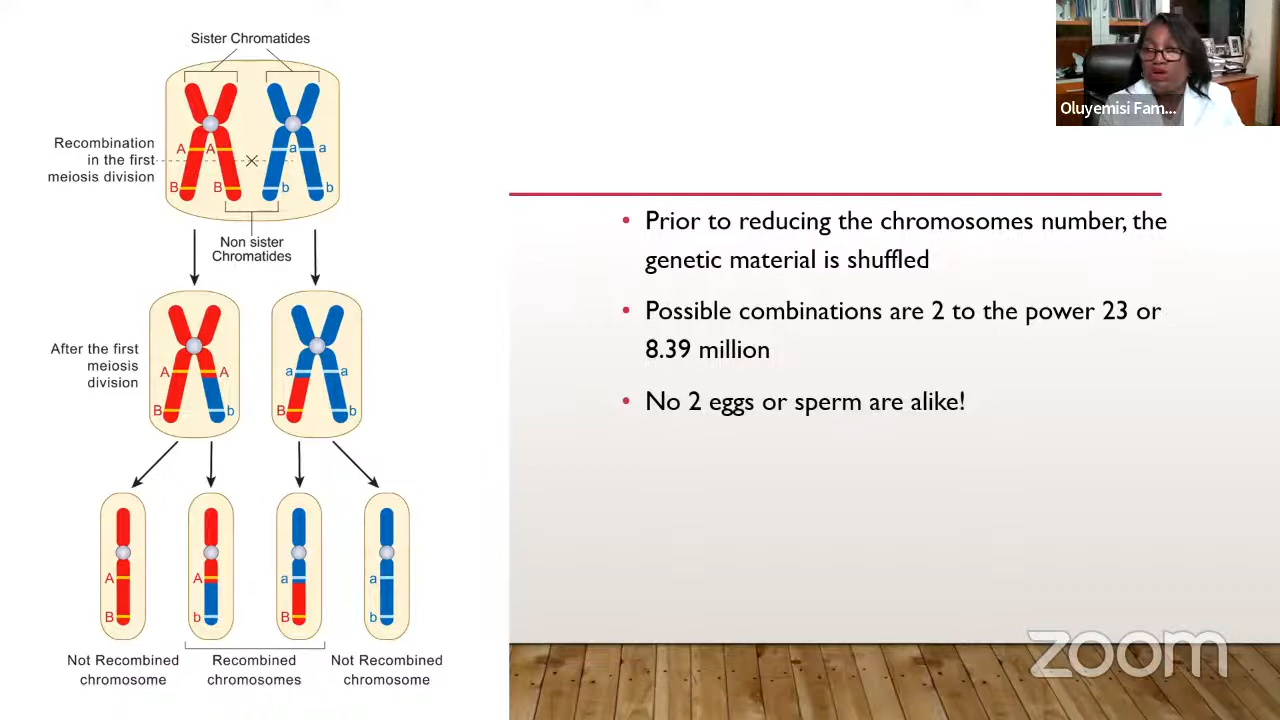 Sister Chromatides
Recombination
in the first
meiosis division
A
A
a
a
B
B
b
b
Non sister
Chromatides
After the first
meiosis
division
A
A
a
a
B
b
B
b
A
A
a
a
B
b
B
b
Not Recombined
chromosome
Recombined
chromosomes
Not Recombined
chromosome
Oluyemisi Fam...
• Prior to reducing the chromosomes number, the
genetic material is shuffled
• Possible combinations are 2 to the power 23 or
8.39 million
• No 2 eggs or sperm are alike!
zoom